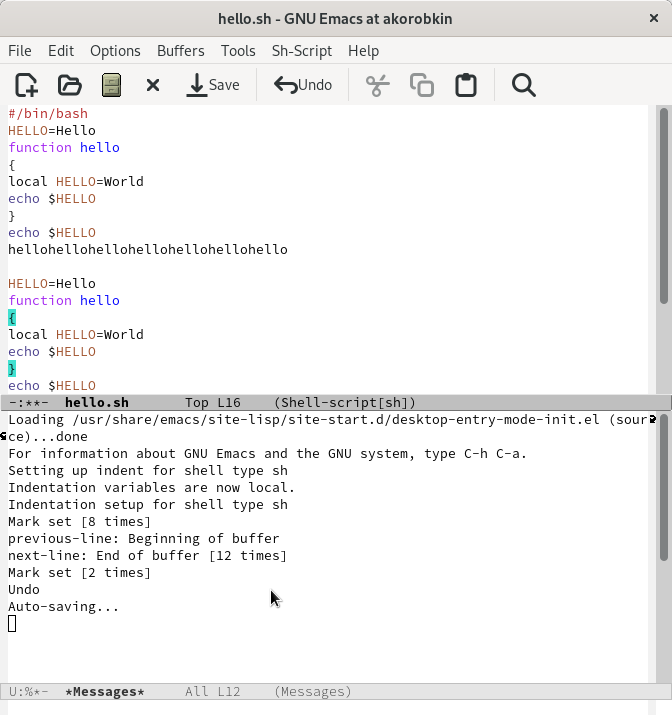 hello.sh - GNU Emacs at akorobkin
File Edit Options Buffers Tools Sh-Script Help
Save Undo
#/bin/bash
HELLO=Hello
function hello
{
local HELLO=World
echo $HELLO
}
echo $HELLO
hellohellohellohellohellohellohello

HELLO=Hello
function hello
{
local HELLO=World
echo $HELLO
}
echo $HELLO
-:**-  hello.sh       Top L16    (Shell-script[sh])
Loading /usr/share/emacs/site-lisp/site-start.d/desktop-entry-mode-init.el (sour
ce)...done
For information about GNU Emacs and the GNU system, type C-h C-a.
Setting up indent for shell type sh
Indentation variables are now local.
Indentation setup for shell type sh
Mark set [8 times]
previous-line: Beginning of buffer
next-line: End of buffer [12 times]
Mark set [2 times]
Undo
Auto-saving...
U:%*-  *Messages*     All L12    (Messages)